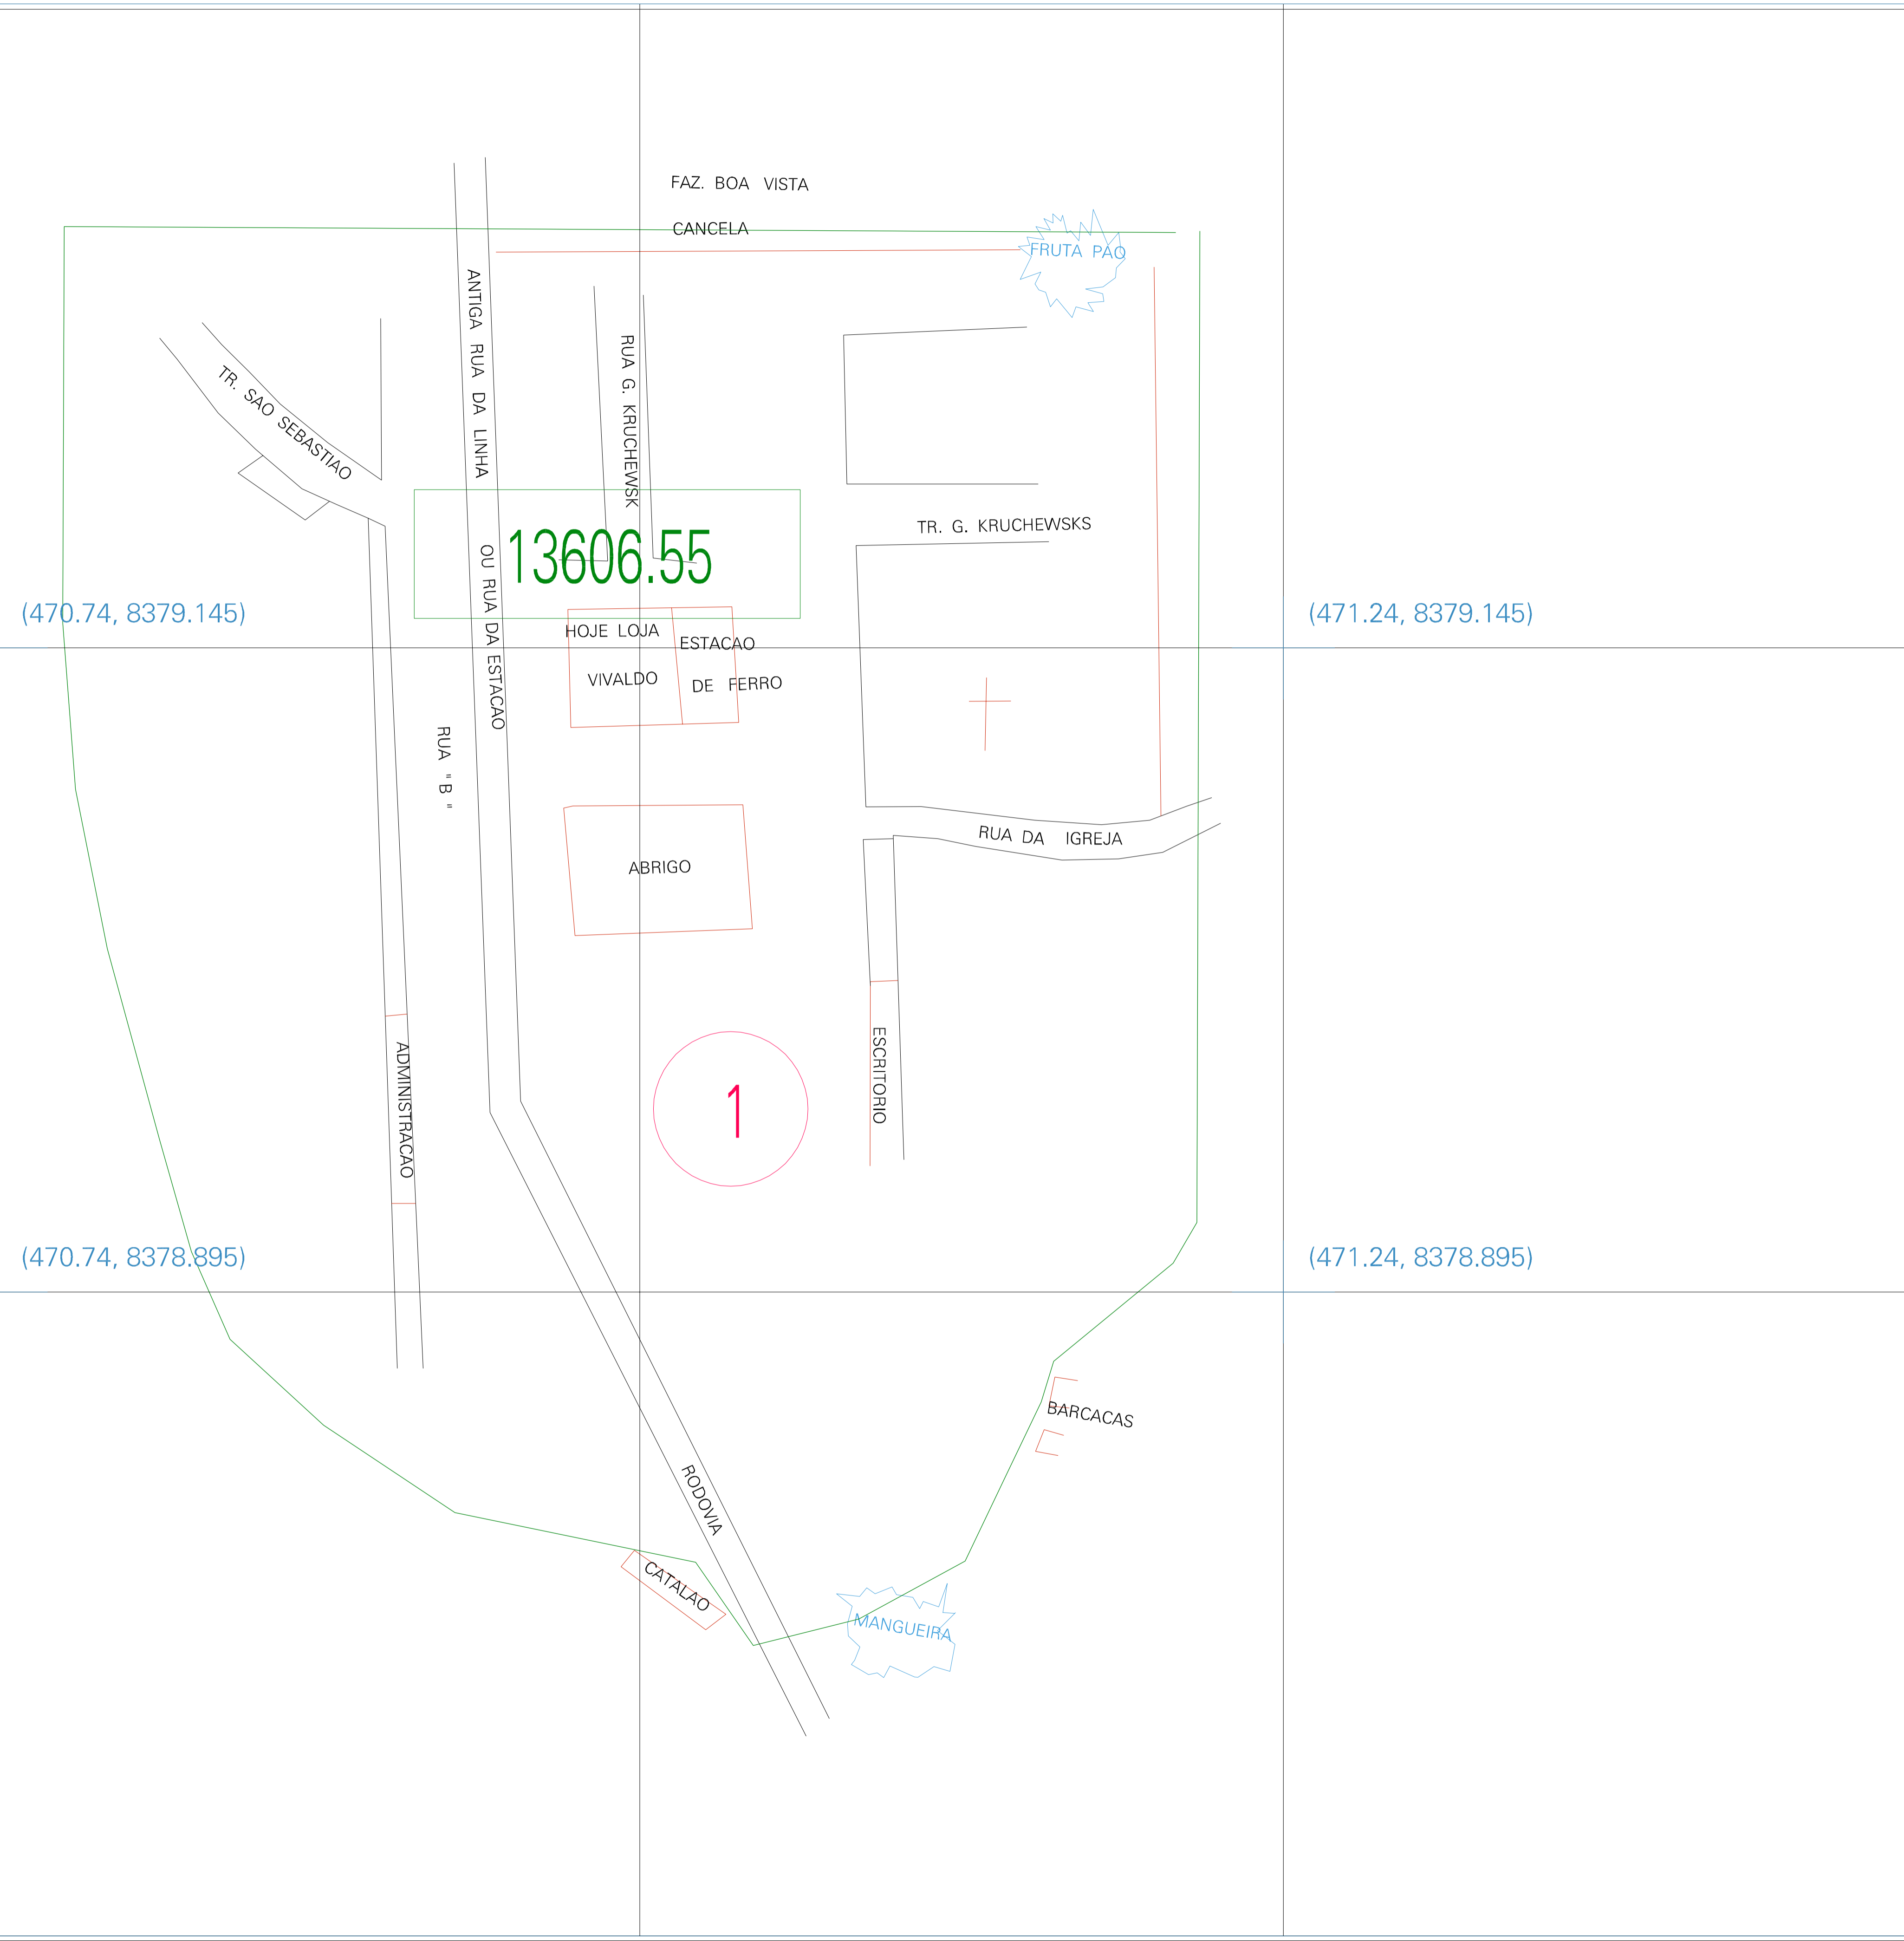 FAZ. BOA VISTA
CANCELA
FRUTA PAO
ANTIGA RUA DA LINHA
OU RUA DA ESTACAO
RUA G. KRUCHEWSK
TR. SAO SEBASTIAO
TR. G. KRUCHEWSKS
13606.55
(470.74, 8379.145)
(471.24, 8379.145)
HOJE LOJA
VIVALDO
ESTACAO
DE FERRO
RUA "B"
RUA DA IGREJA
ABRIGO
ADMINISTRACAO
ESCRITORIO
1
(470.74, 8378.895)
(471.24, 8378.895)
BARCACAS
RODOVIA
CATALAO
MANGUEIRA